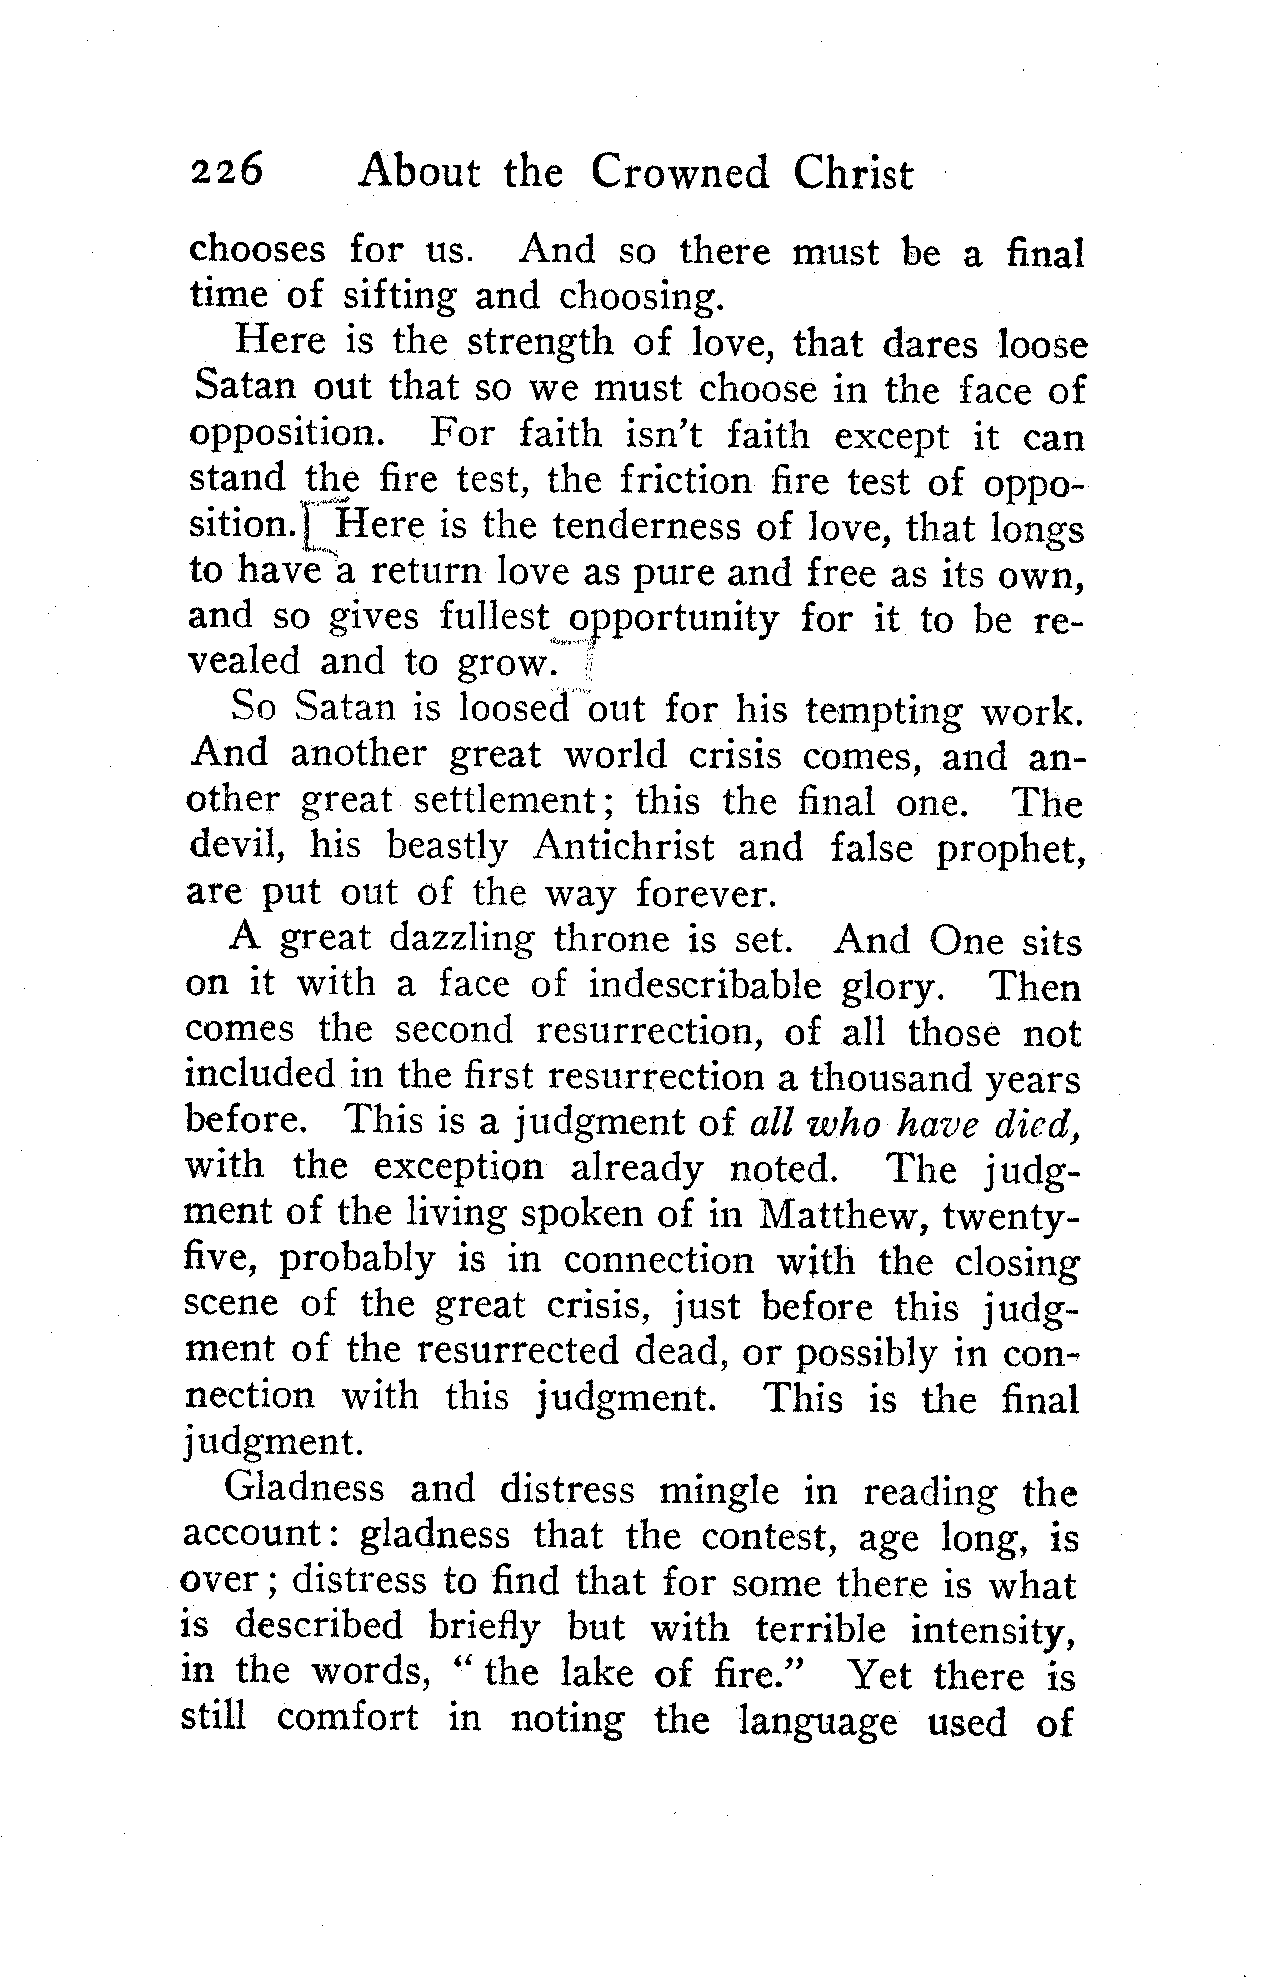 226 About the Crowned Christ
chooses for us. And so there must be a final
time of sifting and choosing.
Here is the strength of love, that dares loose
Satan out that so we must choose in the face of
opposition. For faith isn't faith except it can
stand the fire test, the friction fire test of oppo-
sition. [Here is the tenderness of love, that longs
to have a return love as pure and free as its own,
and so gives fullest opportunity for it to be re-
vealed and to grow.]
So Satan is loosed out for his tempting work.
And another great world crisis comes, and an-
other great settlement; this the final one. The
devil, his beastly Antichrist and false prophet,
are put out of the way forever.
A great dazzling throne is set. And One sits
on it with a face of indescribable glory. Then
comes the second resurrection, of all those not
included in the first resurrection a thousand years
before. This is a judgment of all who have died,
with the exception already noted. The judg-
ment of the living spoken of in Matthew, twenty-
five, probably is in connection with the closing
scene of the great crisis, just before this judg-
ment of the resurrected dead, or possibly in con-
nection with this judgment. This is the final
judgment.
Gladness and distress mingle in reading the
account: gladness that the contest, age long, is
over; distress to find that for some there is what
is described briefly but with terrible intensity,
in the words, "the lake of fire." Yet there is
still comfort in noting the language used of